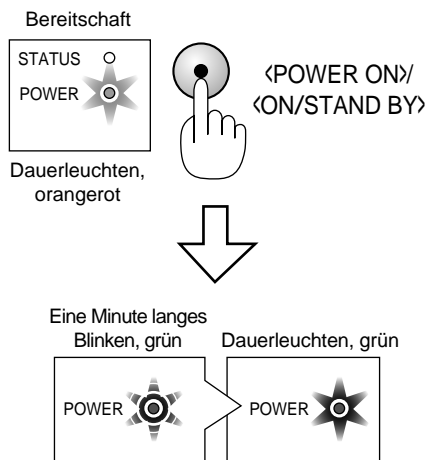 Bereitschaft
STATUS
POWER
〈POWER ON〉/
〈ON/STAND BY〉
Dauerleuchten,
orangerot
Eine Minute langes
Blinken, grün
Dauerleuchten, grün
POWER
POWER